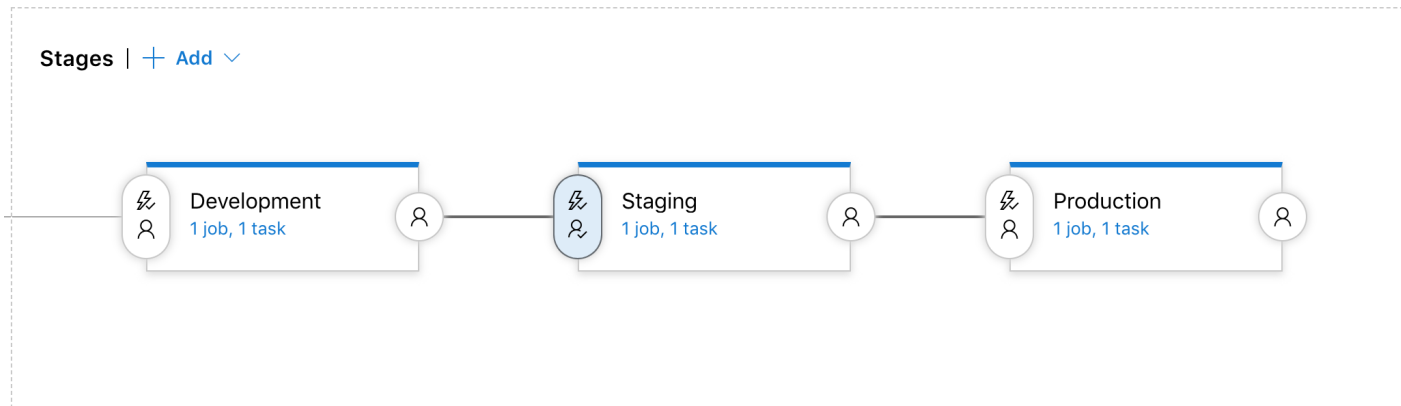 Stages | + Add
Development
1 job, 1 task
Staging
1 job, 1 task
Production
1 job, 1 task